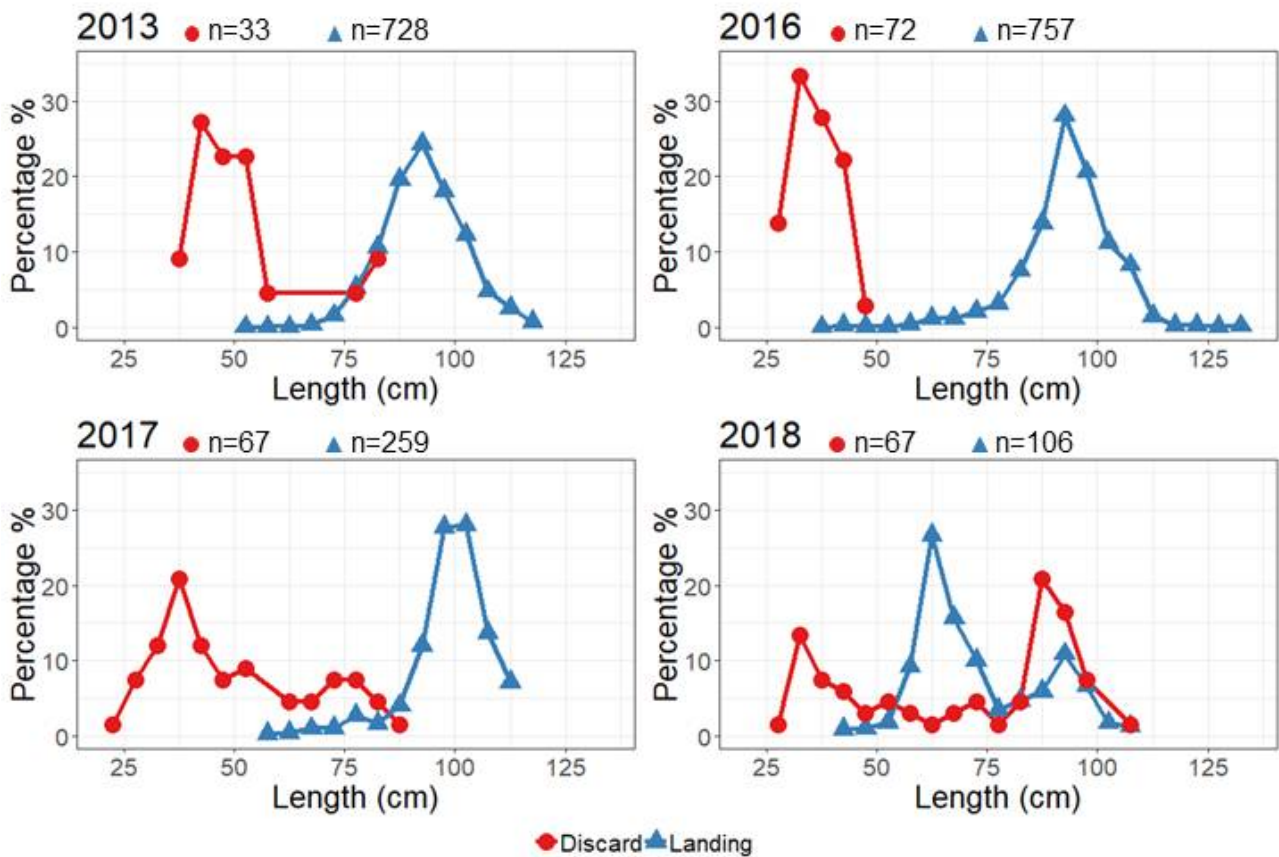 2013 n=33 n=728
2016 n=72 n=757
Percentage %
30
20
10
0
25 50 75 100 125
Length (cm)
Percentage %
30
20
10
0
25 50 75 100 125
Length (cm)
2017 n=67 n=259
2018 n=67 n=106
Percentage %
30
20
10
0
25 50 75 100 125
Length (cm)
Percentage %
30
20
10
0
25 50 75 100 125
Length (cm)
Discard Landing